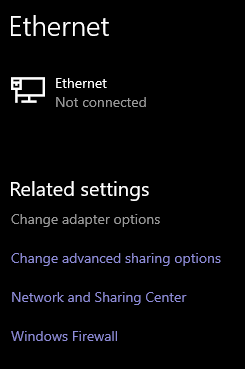 Ethernet
Ethernet
Not connected
Related settings
Change adapter options
Change advanced sharing options
Network and Sharing Center
Windows Firewall